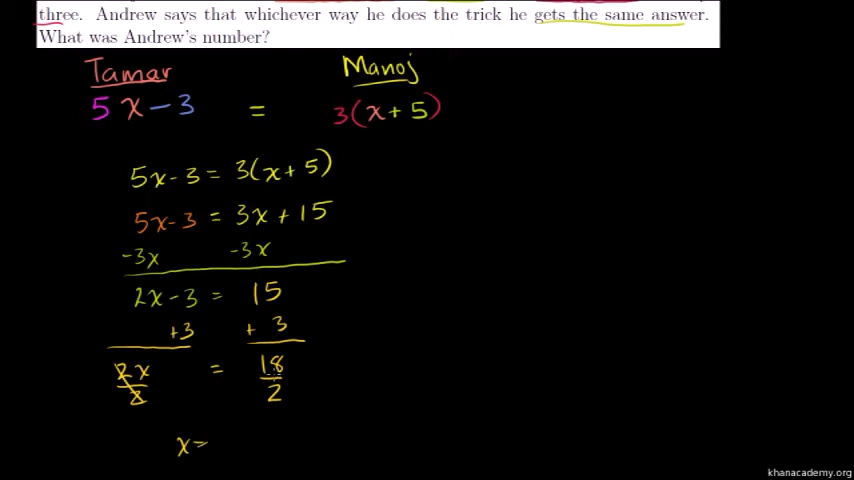 three. Andrew says that whichever way he does the trick he gets the same answer.
What was Andrew's number?
Tamar Manoj
5x-3 = 3(x+5)
5x-3 = 3(x+5)
5x-3 = 3x+15
-3x -3x
2x-3 = 15
+3 +3
2x = 18
2 2
x=
khanacademy.org